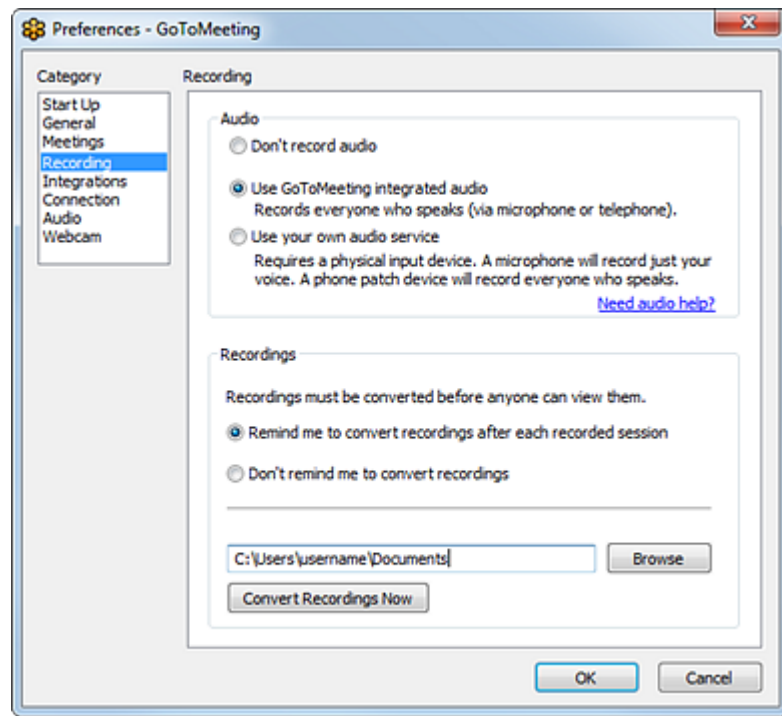 Preferences - GoToMeeting
Category
Start Up
General
Meetings
Recording
Integrations
Connection
Audio
Webcam
Recording
Audio
Don't record audio
Use GoToMeeting integrated audio
Records everyone who speaks (via microphone or telephone).
Use your own audio service
Requires a physical input device. A microphone will record just your
voice. A phone patch device will record everyone who speaks.
Need audio help?
Recordings
Recordings must be converted before anyone can view them.
Remind me to convert recordings after each recorded session
Don't remind me to convert recordings
C:\Users\username\Documents
Browse
Convert Recordings Now
OK
Cancel